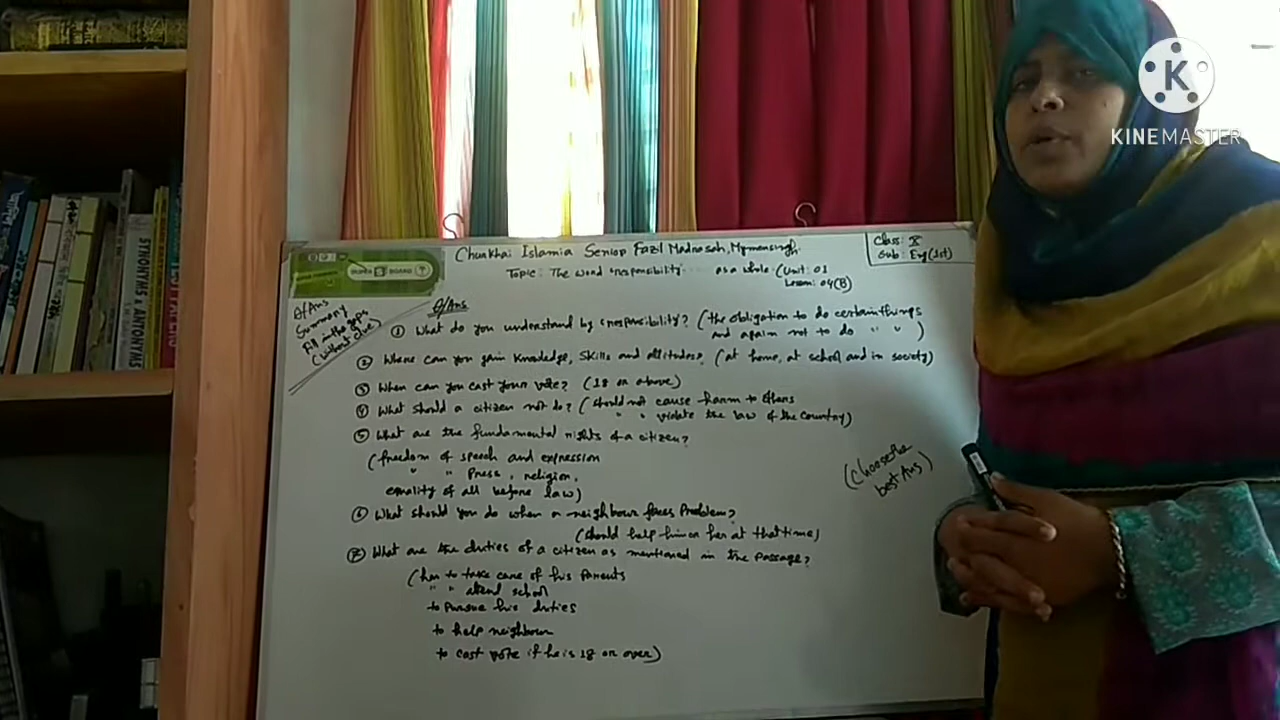 K
KINEMASTER
Chukhai Islamia Senior Fazil Madrasah, Mymensingh.
Class: X
Sub: Eng(1st)
Topic: The word 'responsibility' as a whole (Unit: 01
Lesson: 04(B)
SUPER BOARD
SYNONYMS & ANTONYMS
Q/Ans
Summary
Fill in the gaps
(without clue)
Q/Ans
① What do you understand by 'responsibility'? (the obligation to do certain things
and again not to do " " )
② Where can you gain knowledge, skills and attitudes? (at home, at school and in society)
③ When can you cast your vote? (18 or above)
④ What should a citizen not do? (should not cause harm to others
" " violate the law of the country)
⑤ What are the fundamental rights of a citizen?
(freedom of speech and expression
" " press, religion,
equality of all before law)
⑥ What should you do when a neighbour faces problem?
(should help him or her at that time)
⑦ What are the duties of a citizen as mentioned in the passage?
(has to take care of his parents
" " attend school
to pursue his duties
to help neighbour
to cast vote if he is 18 or over)
(Choose the
best Ans)